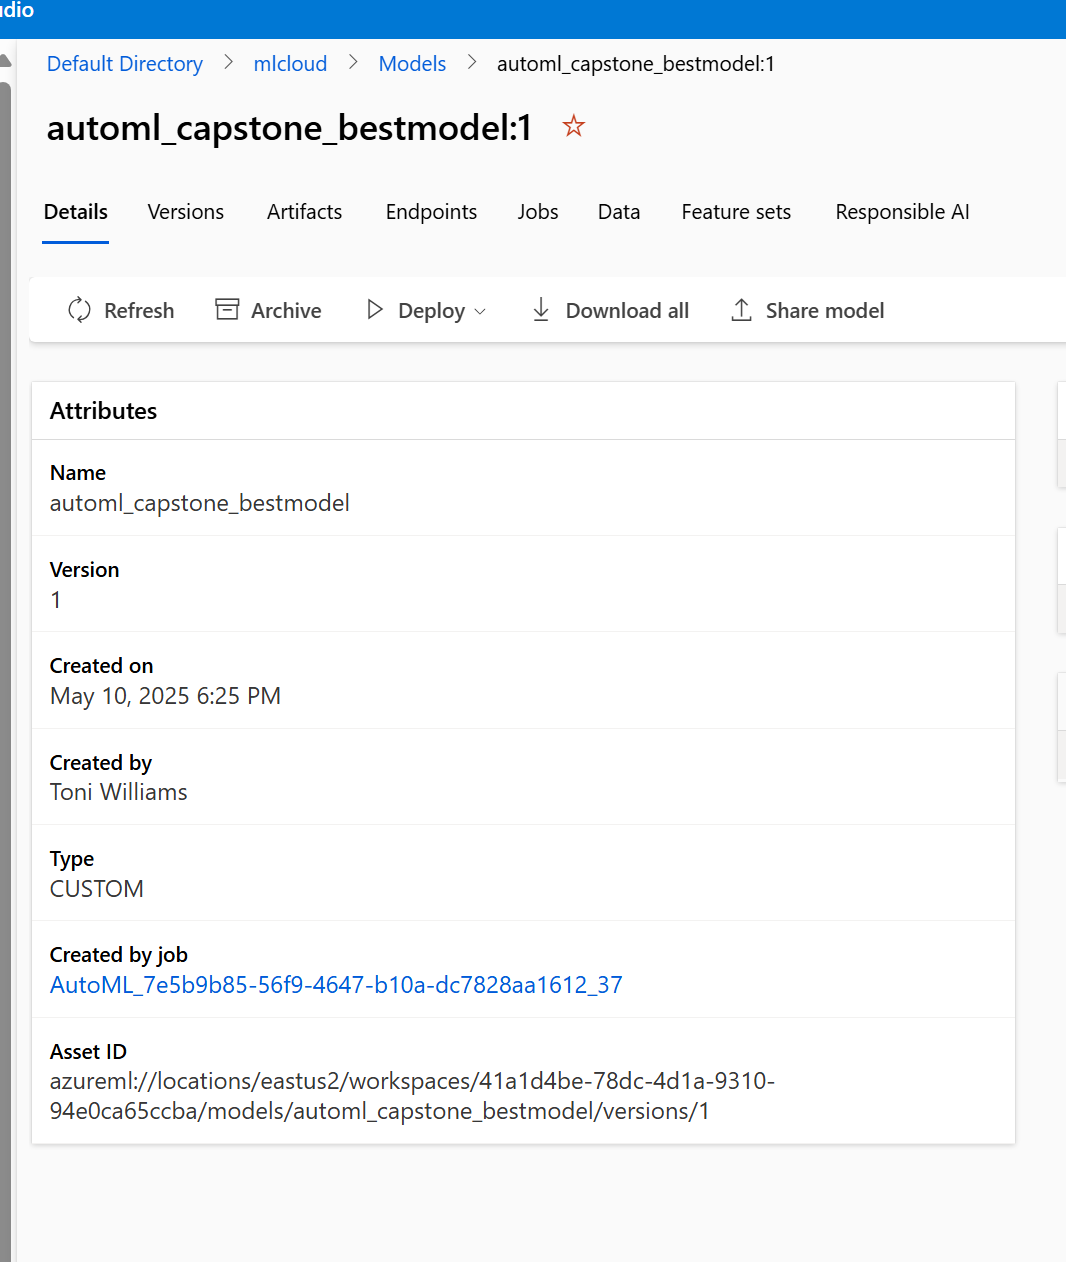 Default Directory > mlcloud > Models > automl_capstone_bestmodel:1
automl_capstone_bestmodel:1
Details Versions Artifacts Endpoints Jobs Data Feature sets Responsible AI
Refresh Archive Deploy Download all Share model
Attributes
Name
automl_capstone_bestmodel
Version
1
Created on
May 10, 2025 6:25 PM
Created by
Toni Williams
Type
CUSTOM
Created by job
AutoML_7e5b9b85-56f9-4647-b10a-dc7828aa1612_37
Asset ID
azureml://locations/eastus2/workspaces/41a1d4be-78dc-4d1a-9310-
94e0ca65ccba/models/automl_capstone_bestmodel/versions/1